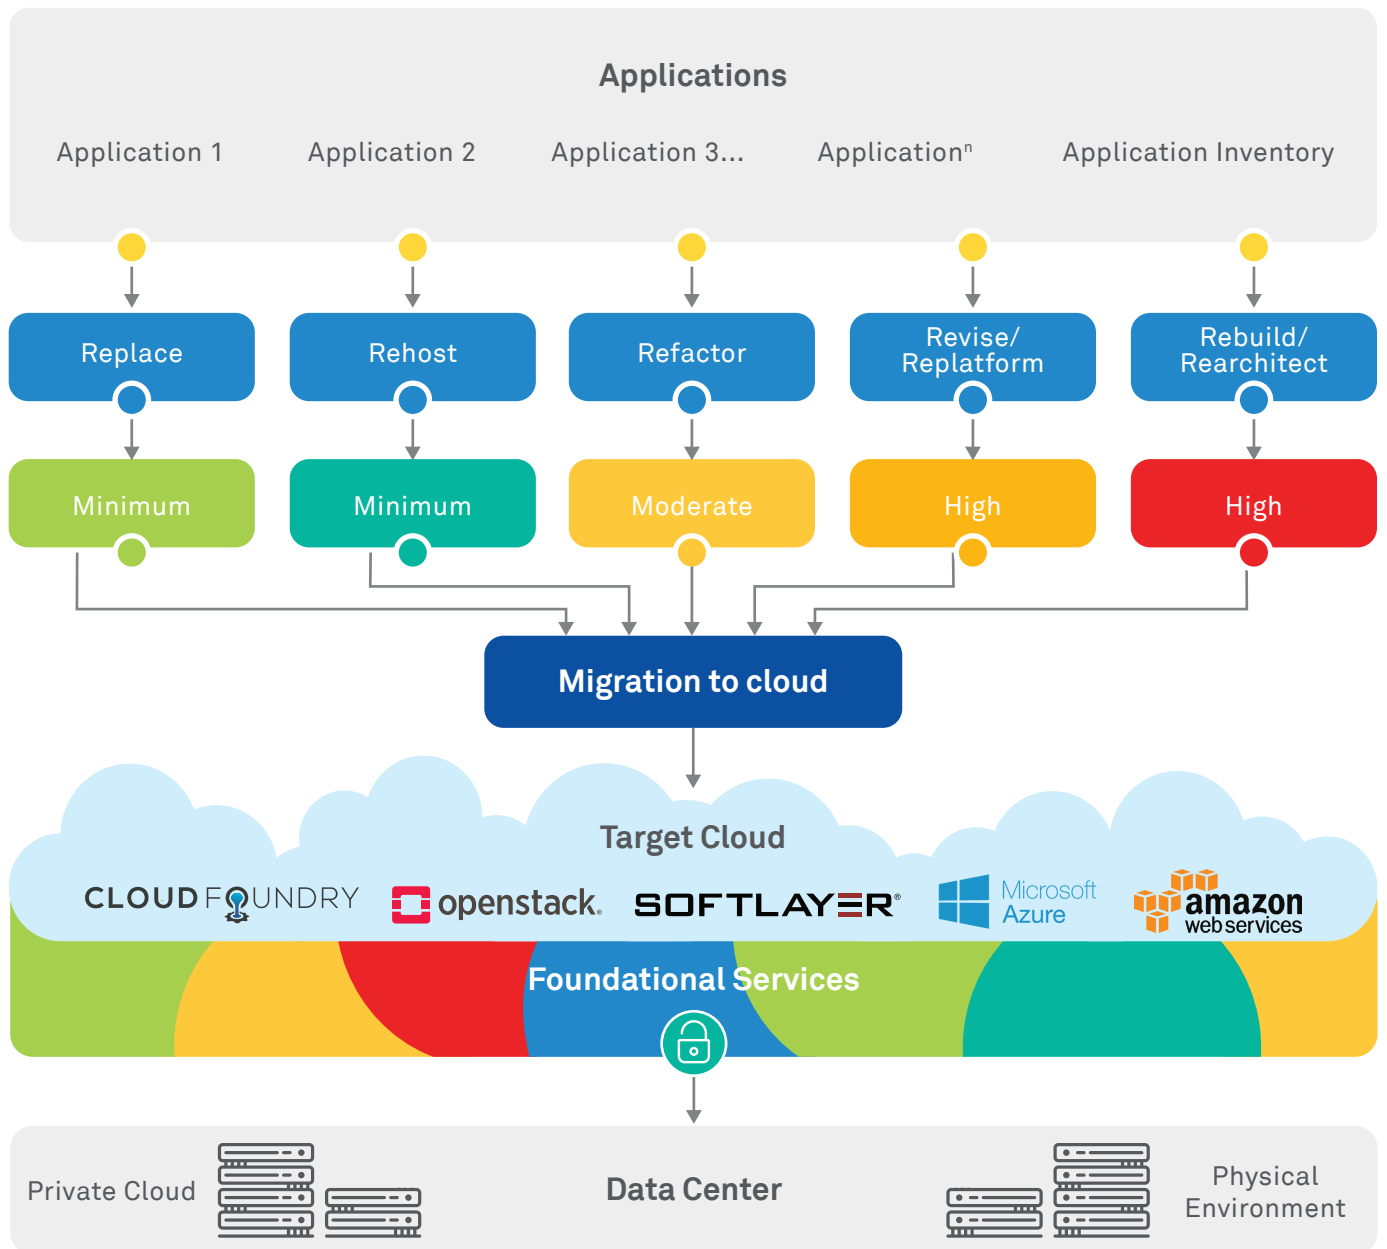 Applications
Application 1
Application 2
Application 3...
Applicationⁿ
Application Inventory
Replace
Rehost
Refactor
Revise/
Replatform
Rebuild/
Rearchitect
Minimum
Minimum
Moderate
High
High
Migration to cloud
Target Cloud
CLOUD FOUNDRY
openstack.
SOFTLAYER®
Microsoft
Azure
amazon
web services
Foundational Services
Private Cloud
Data Center
Physical
Environment